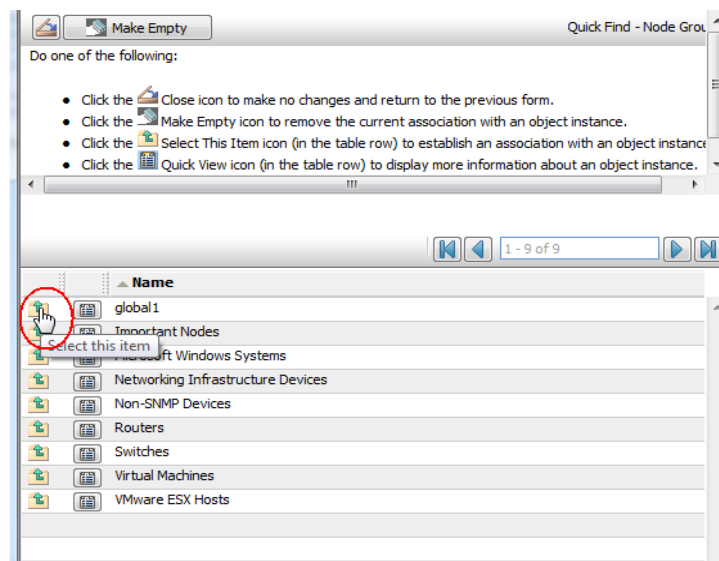 Make Empty
Quick Find - Node Grou
Do one of the following:
• Click the Close icon to make no changes and return to the previous form.
• Click the Make Empty icon to remove the current association with an object instance.
• Click the Select This Item icon (in the table row) to establish an association with an object instance
• Click the Quick View icon (in the table row) to display more information about an object instance.
1 - 9 of 9
Name
global1
Important Nodes
Select this item
Microsoft Windows Systems
Networking Infrastructure Devices
Non-SNMP Devices
Routers
Switches
Virtual Machines
VMware ESX Hosts